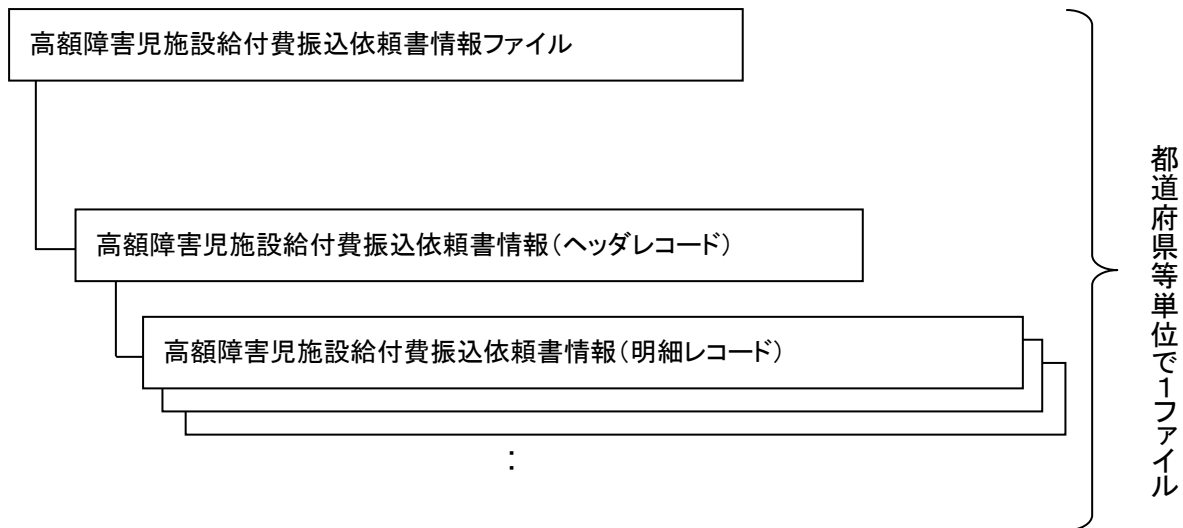 高額障害児施設給付費振込依頼書情報ファイル
高額障害児施設給付費振込依頼書情報(ヘッダレコード)
高額障害児施設給付費振込依頼書情報(明細レコード)
:
都道府県等単位で1ファイル